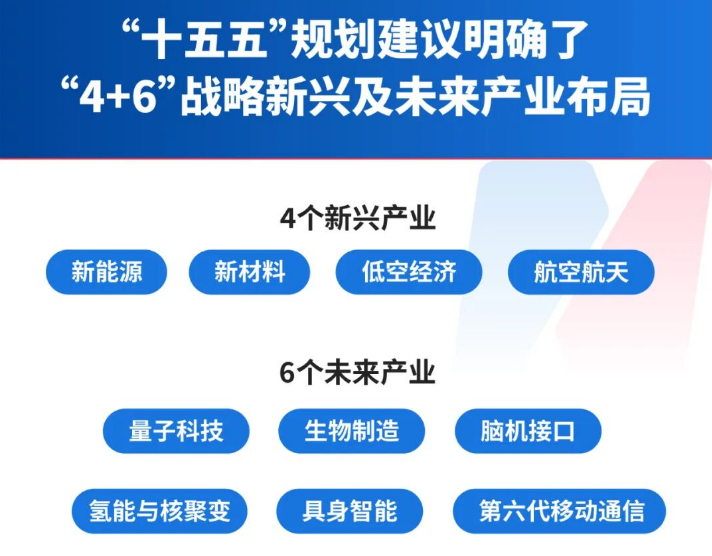 “十五五”规划建议明确了
“4+6”战略新兴及未来产业布局
4个新兴产业
新能源 新材料 低空经济 航空航天
6个未来产业
量子科技 生物制造 脑机接口
氢能与核聚变 具身智能 第六代移动通信